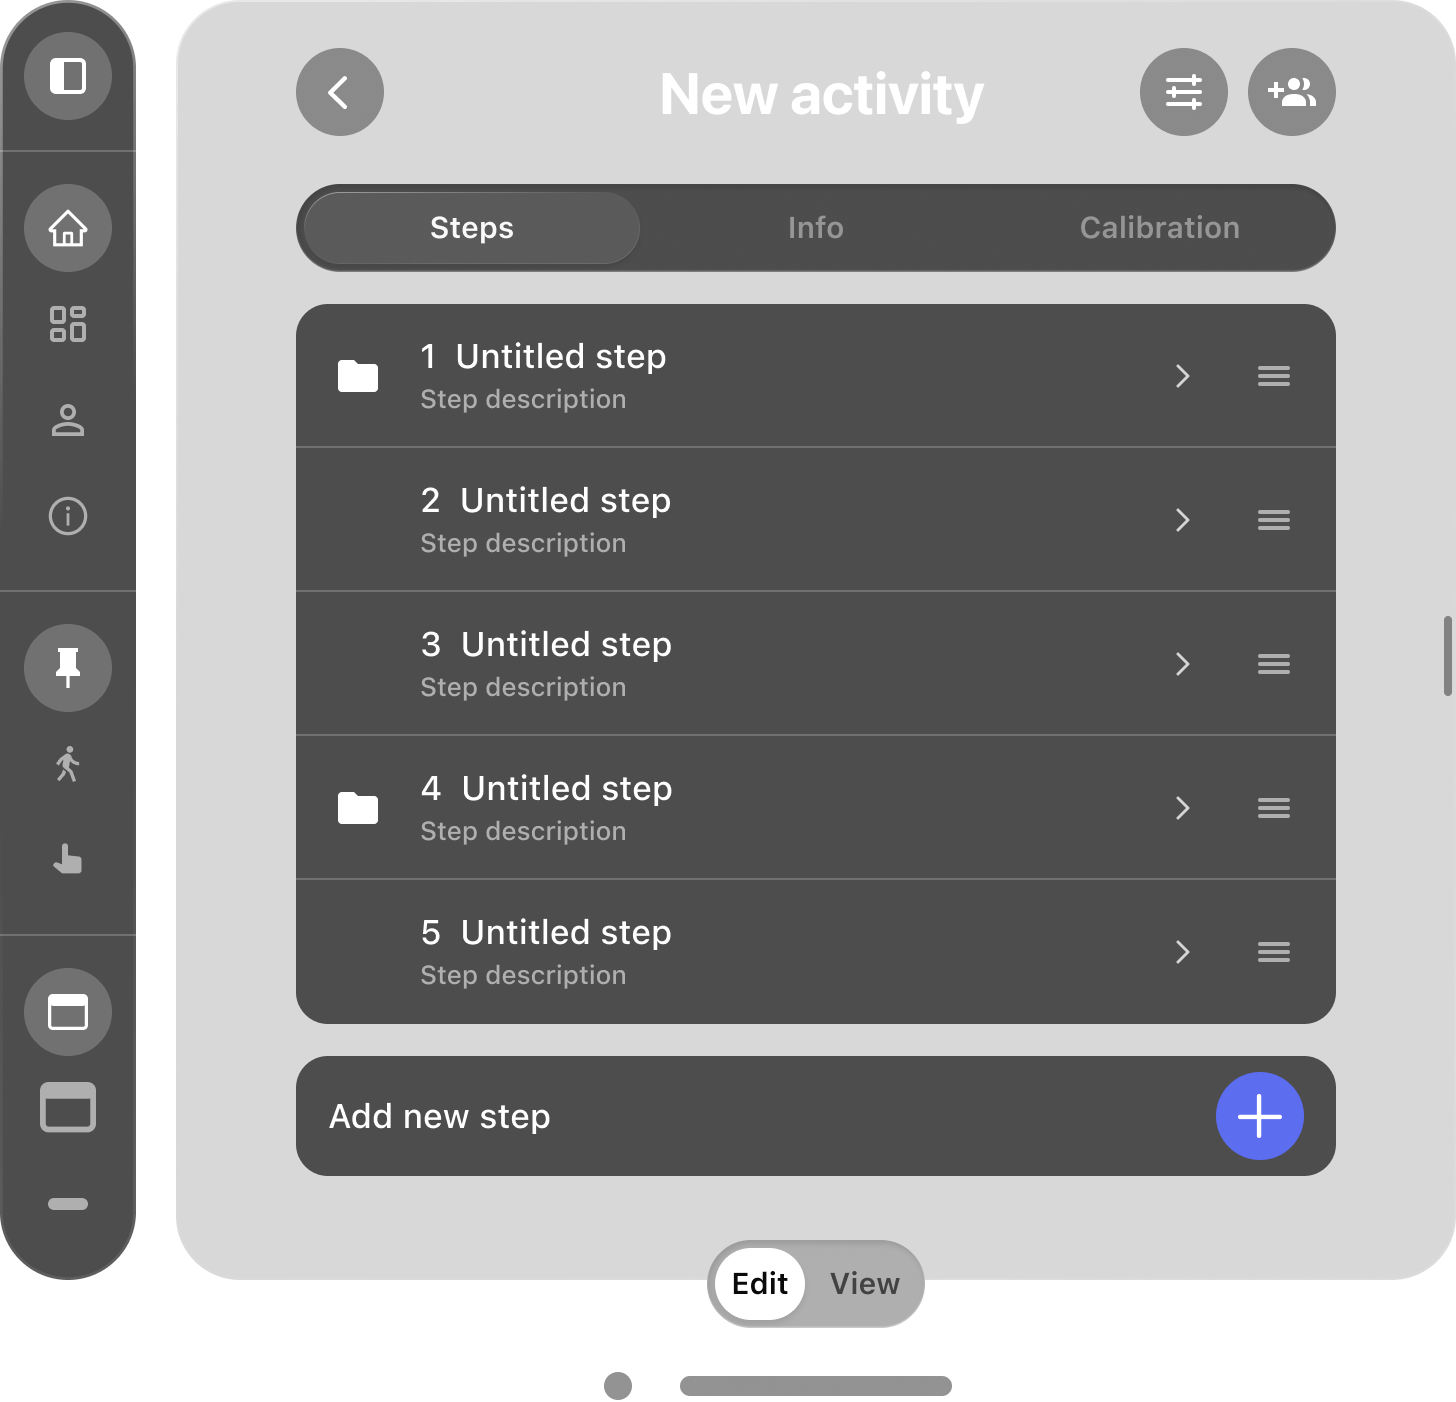 New activity
Steps
Info
Calibration
1 Untitled step
Step description
2 Untitled step
Step description
3 Untitled step
Step description
4 Untitled step
Step description
5 Untitled step
Step description
Add new step
Edit
View